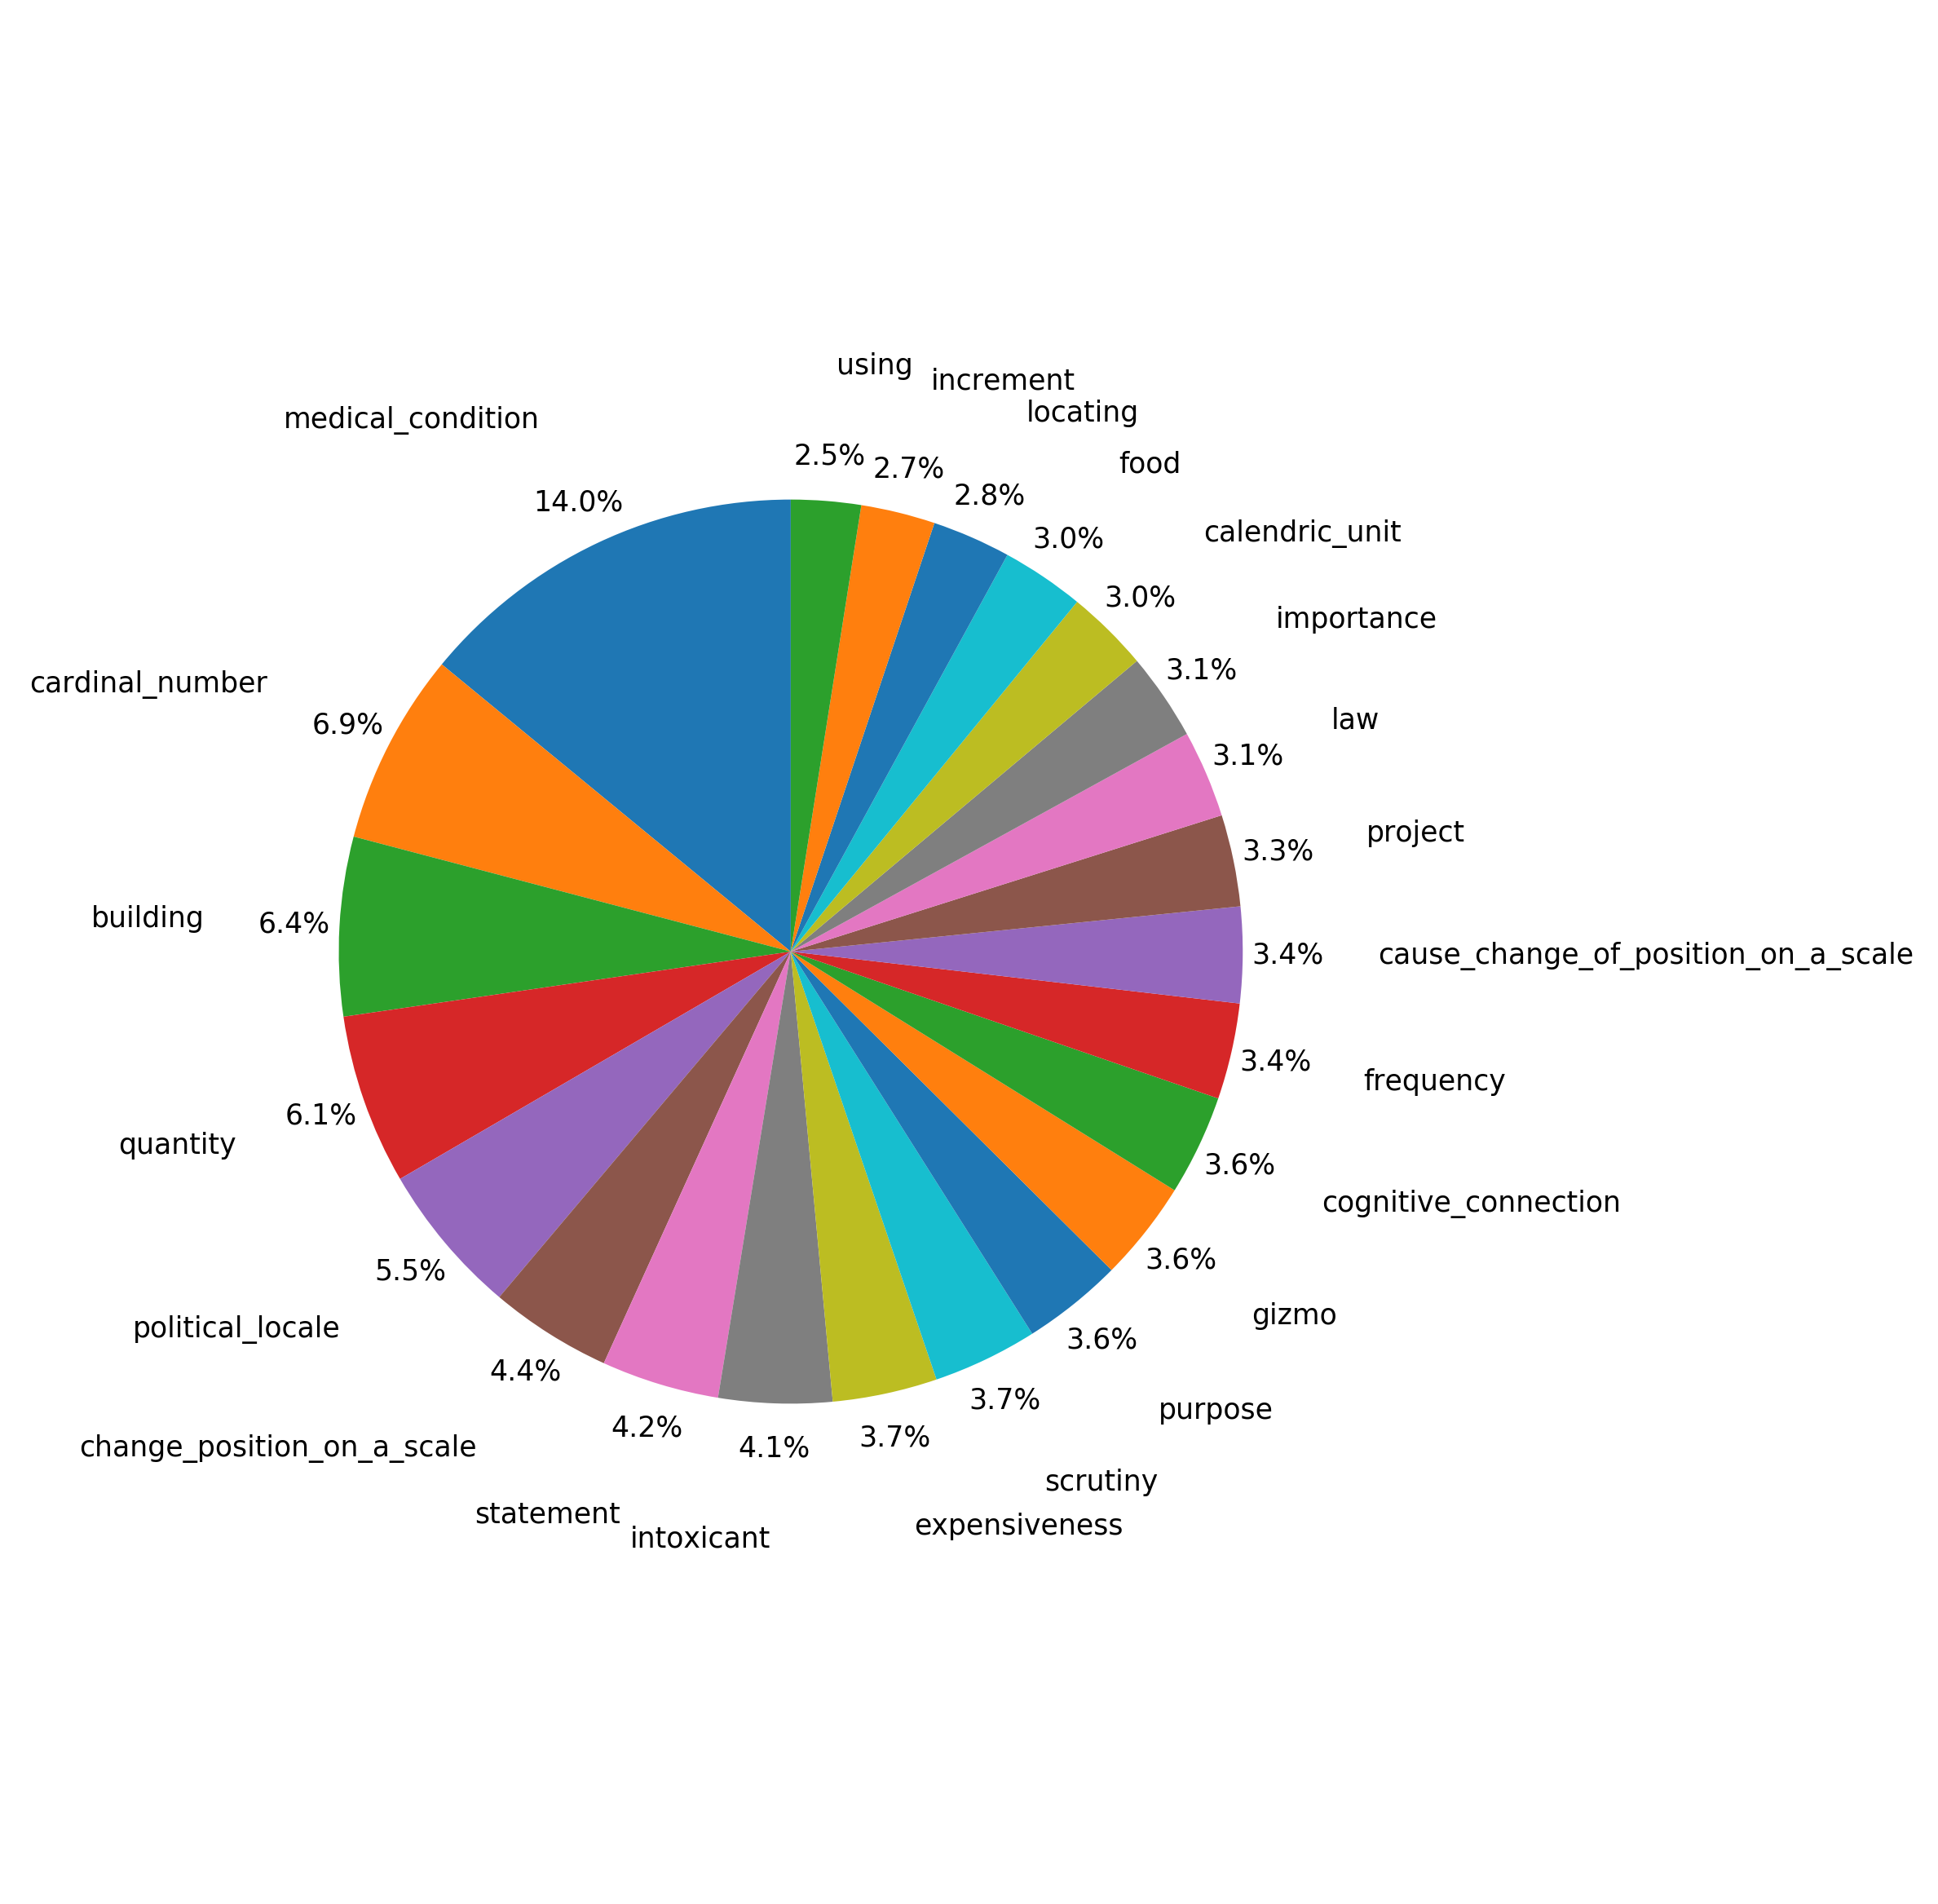 using
increment
locating
medical_condition
food
2.5%
2.7%
2.8%
14.0%
calendric_unit
3.0%
3.0%
importance
3.1%
cardinal_number
law
6.9%
3.1%
project
3.3%
building
6.4%
3.4%
cause_change_of_position_on_a_scale
3.4%
frequency
6.1%
quantity
3.6%
cognitive_connection
3.6%
5.5%
gizmo
political_locale
3.6%
4.4%
3.7%
purpose
4.2%
3.7%
4.1%
change_position_on_a_scale
scrutiny
statement
expensiveness
intoxicant